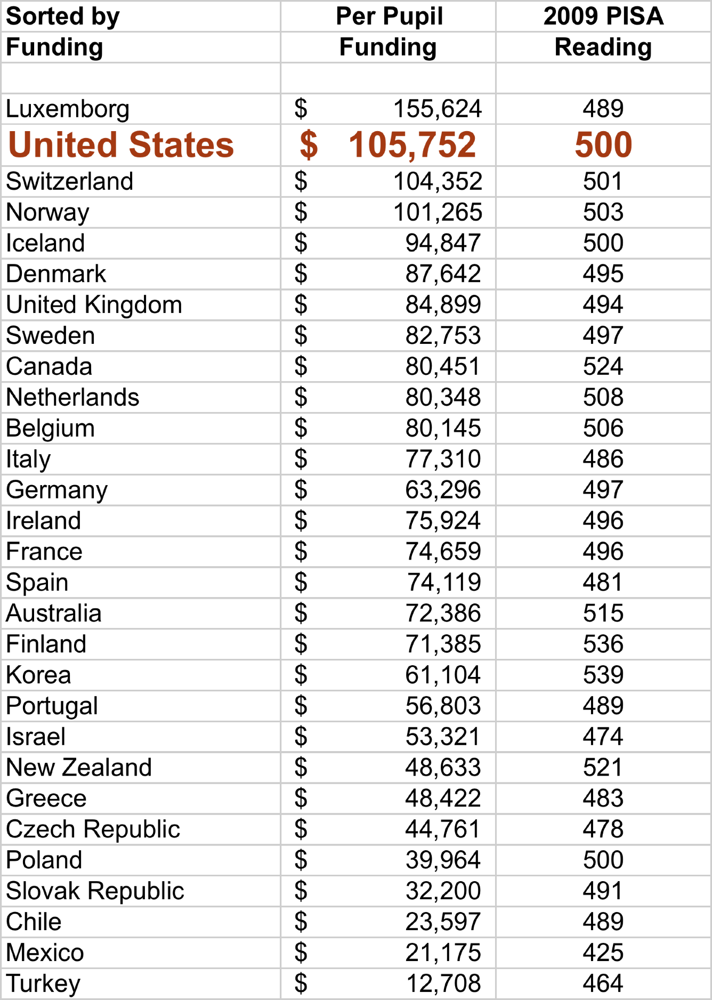 Sorted by Per Pupil 2009 PISA
Funding Funding Reading
Luxemborg $ 155,624 489
United States $ 105,752 500
Switzerland $ 104,352 501
Norway $ 101,265 503
Iceland $ 94,847 500
Denmark $ 87,642 495
United Kingdom $ 84,899 494
Sweden $ 82,753 497
Canada $ 80,451 524
Netherlands $ 80,348 508
Belgium $ 80,145 506
Italy $ 77,310 486
Germany $ 63,296 497
Ireland $ 75,924 496
France $ 74,659 496
Spain $ 74,119 481
Australia $ 72,386 515
Finland $ 71,385 536
Korea $ 61,104 539
Portugal $ 56,803 489
Israel $ 53,321 474
New Zealand $ 48,633 521
Greece $ 48,422 483
Czech Republic $ 44,761 478
Poland $ 39,964 500
Slovak Republic $ 32,200 491
Chile $ 23,597 489
Mexico $ 21,175 425
Turkey $ 12,708 464